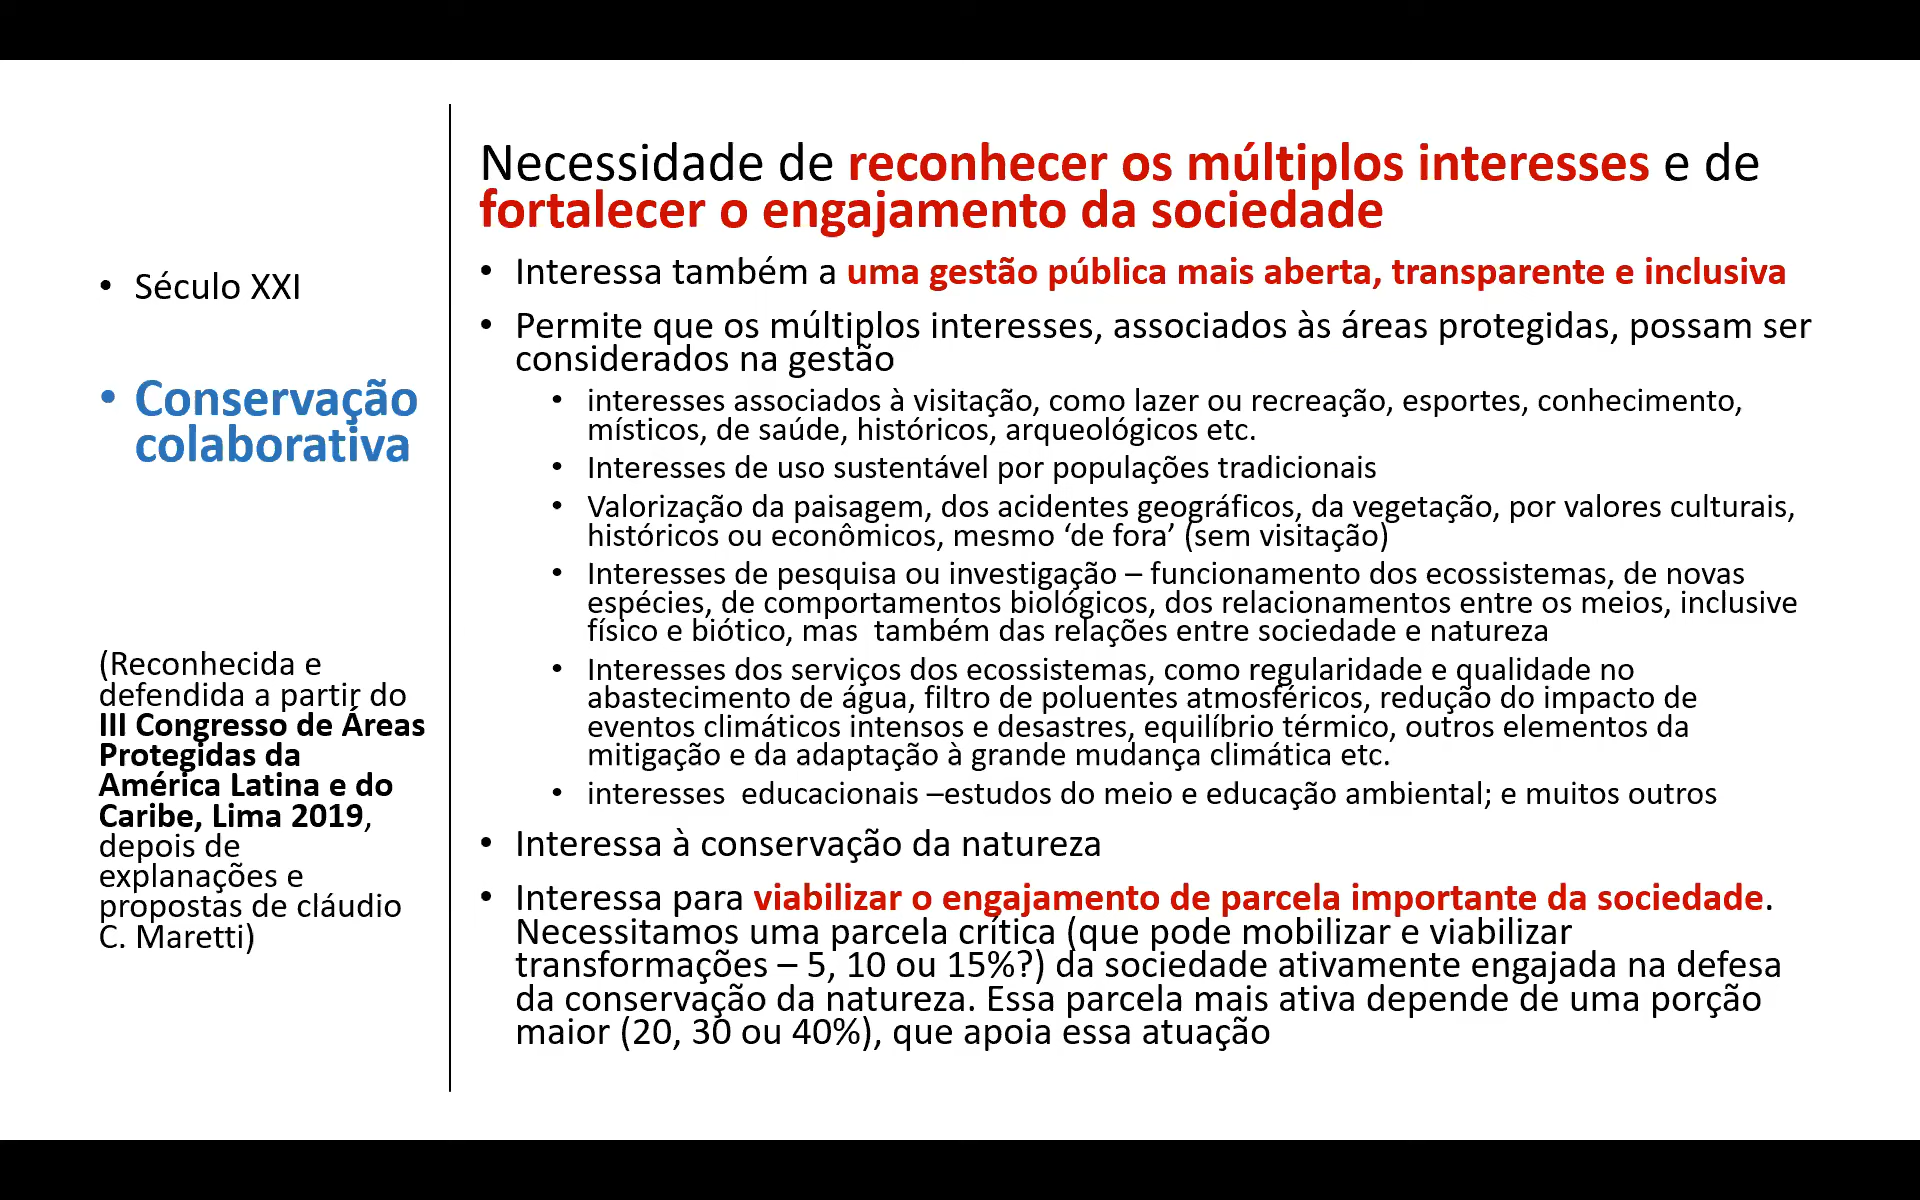 • Século XXI
• Conservação
colaborativa
(Reconhecida e
defendida a partir do
III Congresso de Áreas
Protegidas da
América Latina e do
Caribe, Lima 2019,
depois de
explanações e
propostas de cláudio
C. Maretti)
Necessidade de reconhecer os múltiplos interesses e de
fortalecer o engajamento da sociedade
• Interessa também a uma gestão pública mais aberta, transparente e inclusiva
• Permite que os múltiplos interesses, associados às áreas protegidas, possam ser
considerados na gestão
• interesses associados à visitação, como lazer ou recreação, esportes, conhecimento,
místicos, de saúde, históricos, arqueológicos etc.
• Interesses de uso sustentável por populações tradicionais
• Valorização da paisagem, dos acidentes geográficos, da vegetação, por valores culturais,
históricos ou econômicos, mesmo ‘de fora’ (sem visitação)
• Interesses de pesquisa ou investigação – funcionamento dos ecossistemas, de novas
espécies, de comportamentos biológicos, dos relacionamentos entre os meios, inclusive
físico e biótico, mas  também das relações entre sociedade e natureza
• Interesses dos serviços dos ecossistemas, como regularidade e qualidade no
abastecimento de água, filtro de poluentes atmosféricos, redução do impacto de
eventos climáticos intensos e desastres, equilíbrio térmico, outros elementos da
mitigação e da adaptação à grande mudança climática etc.
• interesses  educacionais –estudos do meio e educação ambiental; e muitos outros
• Interessa à conservação da natureza
• Interessa para viabilizar o engajamento de parcela importante da sociedade.
Necessitamos uma parcela crítica (que pode mobilizar e viabilizar
transformações – 5, 10 ou 15%?) da sociedade ativamente engajada na defesa
da conservação da natureza. Essa parcela mais ativa depende de uma porção
maior (20, 30 ou 40%), que apoia essa atuação